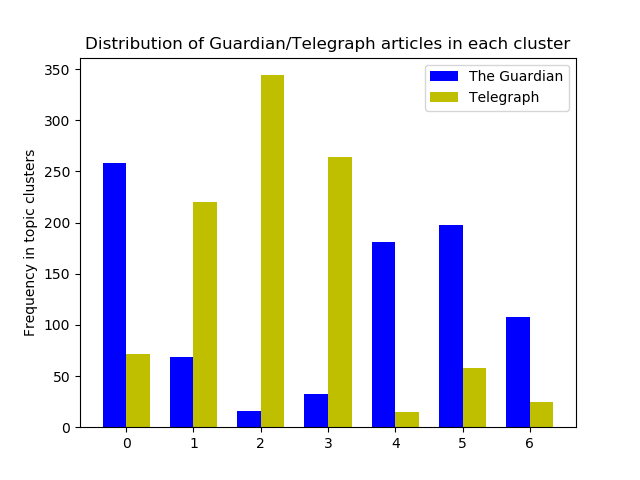 Distribution of Guardian/Telegraph articles in each cluster
The Guardian
Telegraph
Frequency in topic clusters
350
300
250
200
150
100
50
0
0 1 2 3 4 5 6